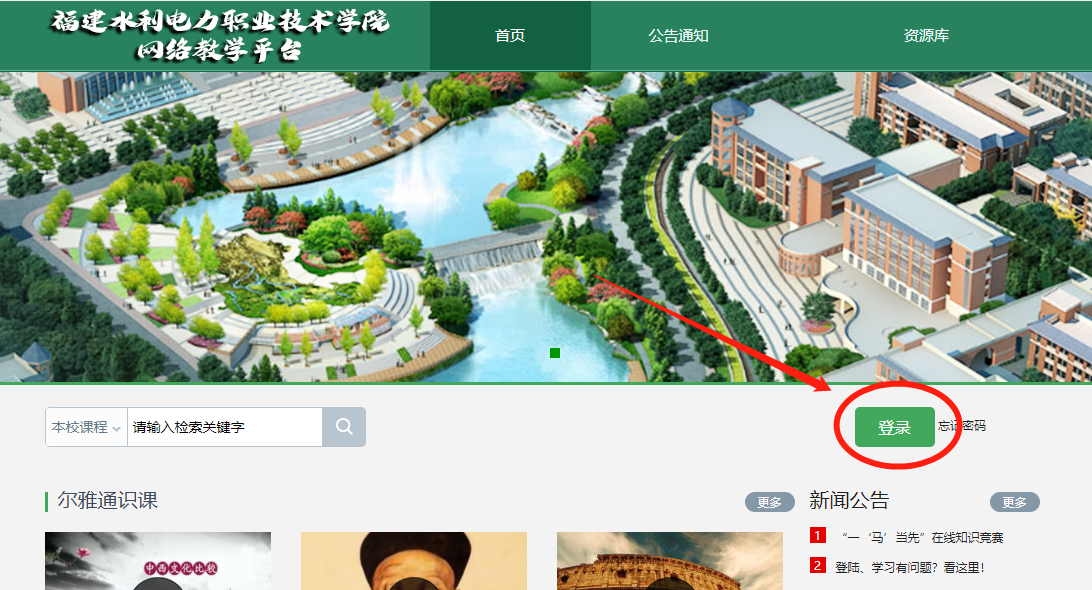 福建水利电力职业技术学院
网络教学平台
首页
公告通知
资源库
本校课程
请输入检索关键字
登录
忘记密码
尔雅通识课
更多
新闻公告
更多
中西文化比较
1 “一‘马’当先”在线知识竞赛
2 登陆、学习有问题？看这里！